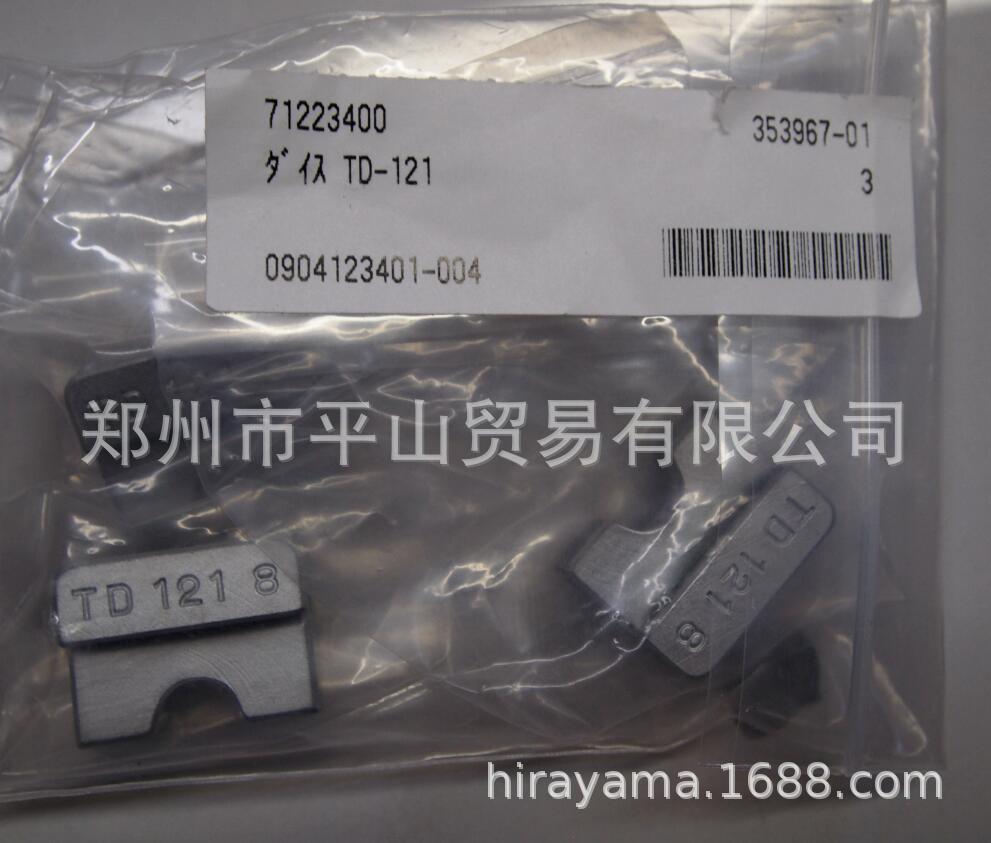 71223400
353967-01
ダイス TD-121
3
0904123401-004
郑州市平山贸易有限公司
TD 121 8
TD 121 8
hirayama.1688.com